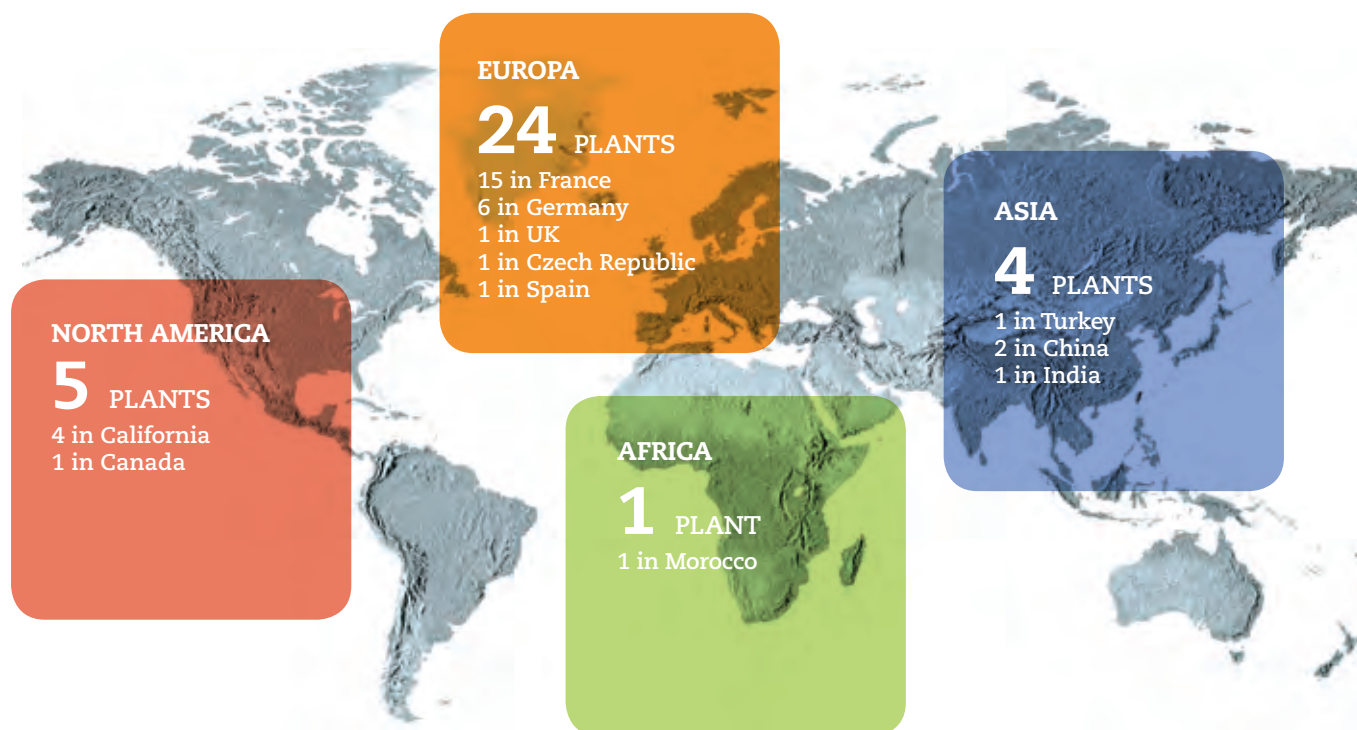 EUROPA
24 PLANTS
15 in France
6 in Germany
1 in UK
1 in Czech Republic
1 in Spain
ASIA
4 PLANTS
1 in Turkey
2 in China
1 in India
NORTH AMERICA
5 PLANTS
4 in California
1 in Canada
AFRICA
1 PLANT
1 in Morocco